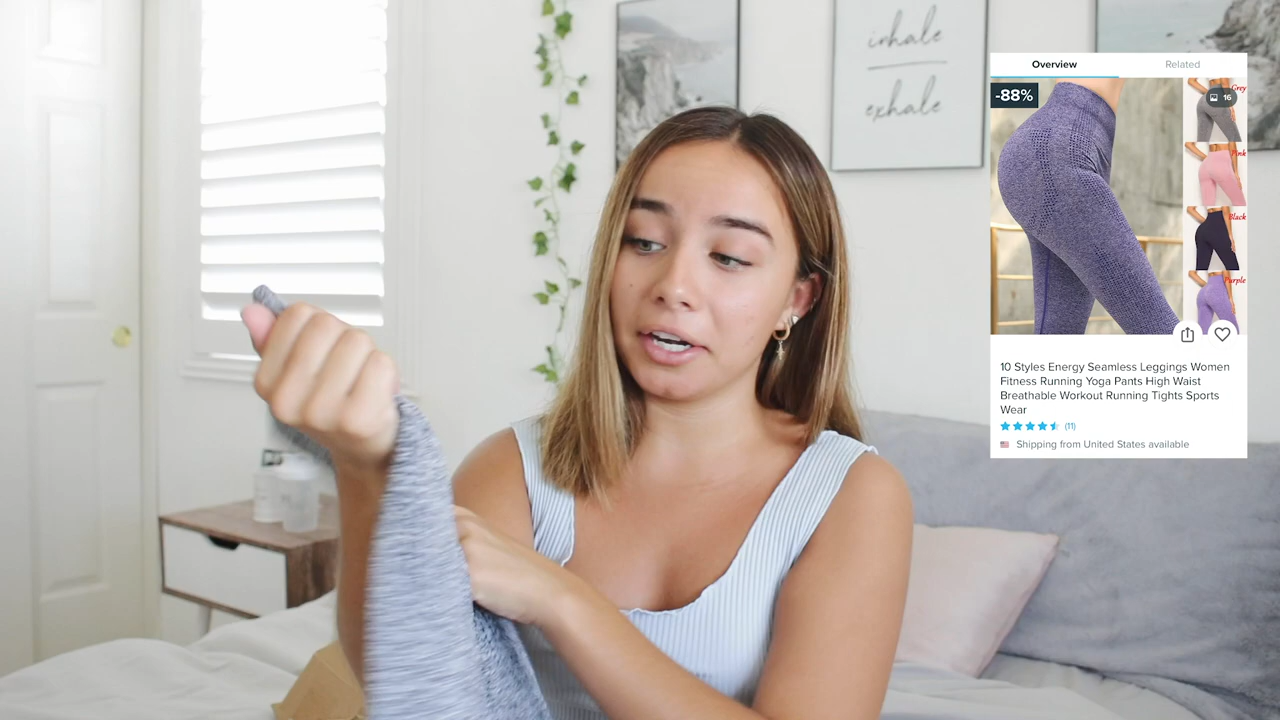 inhale
exhale
Overview
Related
-88%
16
Grey
Pink
Black
Purple
10 Styles Energy Seamless Leggings Women
Fitness Running Yoga Pants High Waist
Breathable Workout Running Tights Sports
Wear
(11)
Shipping from United States available